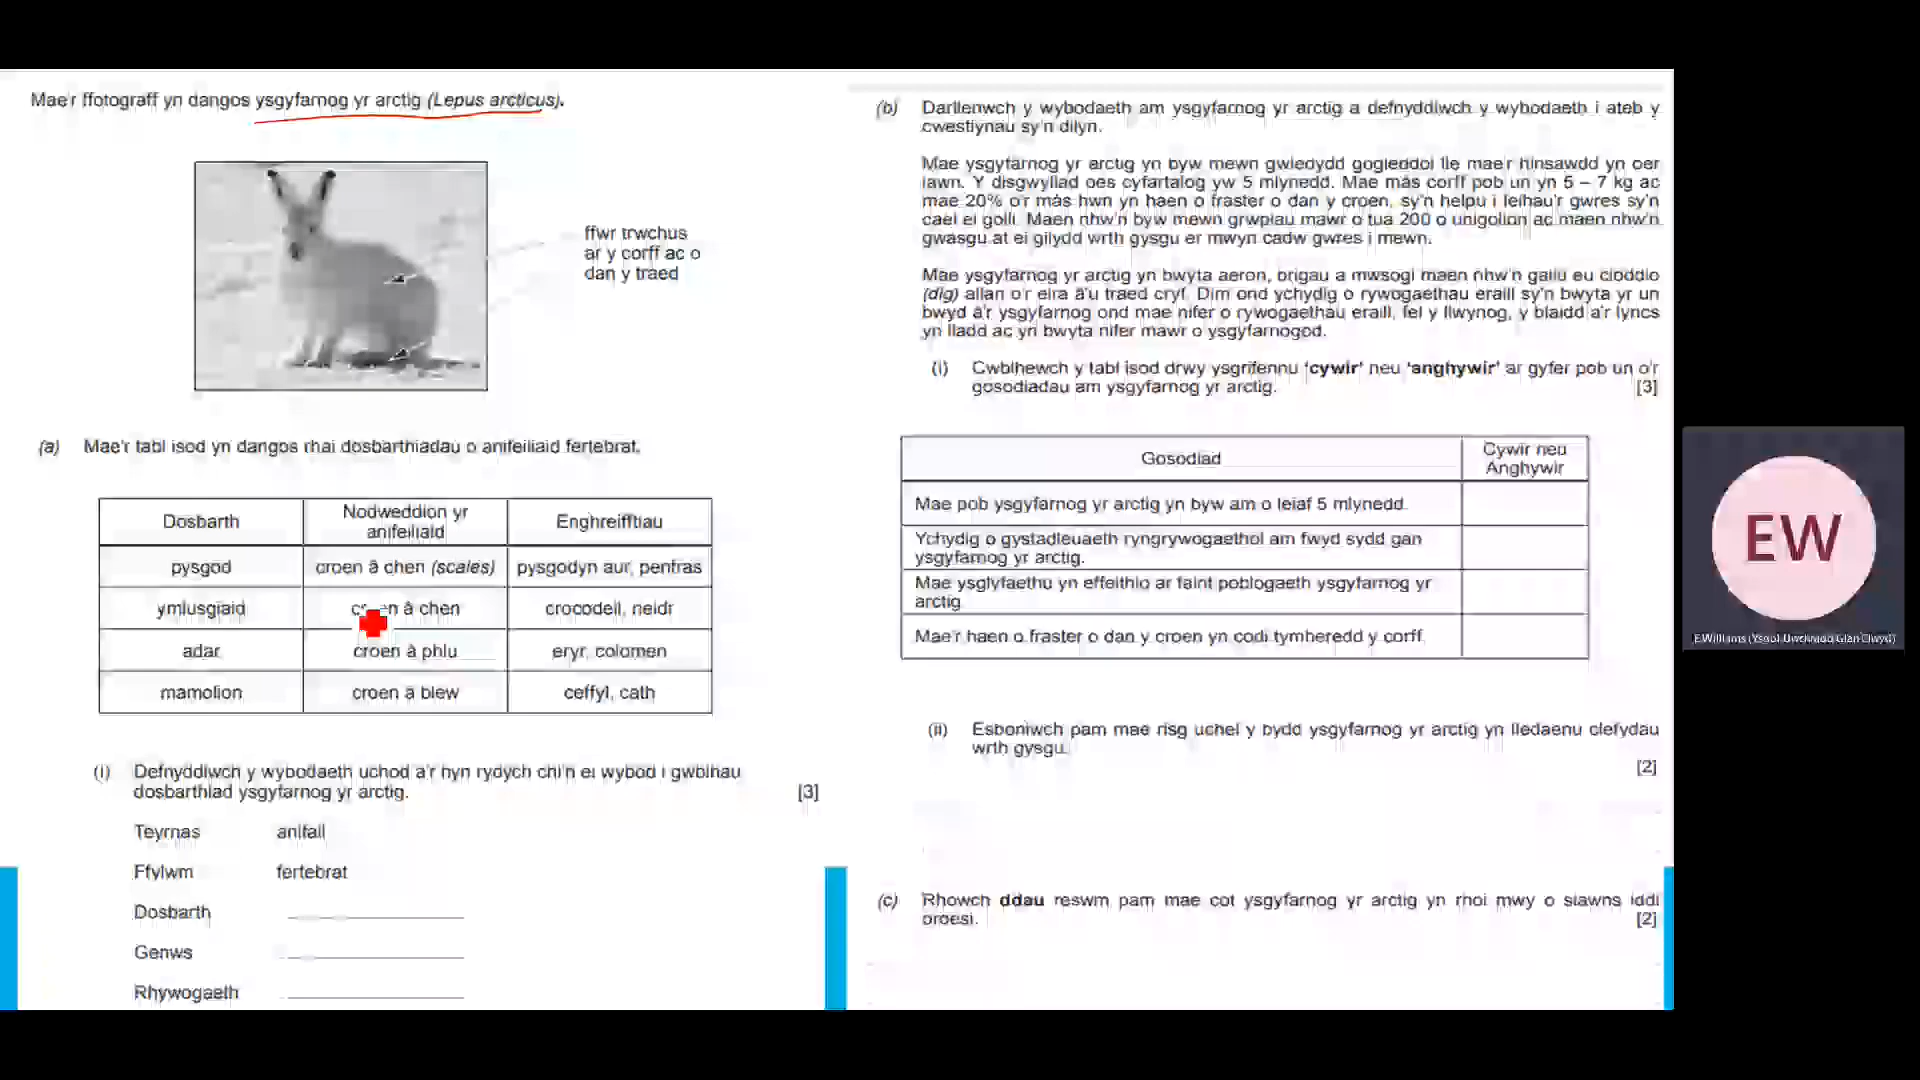 Mae'r ffotograff yn dangos ysgyfarnog yr arctig (Lepus arcticus).
ffwr trwchus
ar y corff ac o
dan y traed
(a) Mae'r tabl isod yn dangos rhai dosbarthiadau o anifeiliaid fertebrat.
Dosbarth
Nodweddion yr
anifeiliaid
Enghreifftiau
pysgod
croen â chen (scales)
pysgodyn aur, penfras
ymlusgiaid
croen â chen
crocodeil, neidr
adar
croen â phlu
eryr, colomen
mamolion
croen â blew
ceffyl, cath
(i) Defnyddiwch y wybodaeth uchod a'r hyn rydych chi'n ei wybod i gwblhau
dosbarthiad ysgyfarnog yr arctig. [3]
Teyrnas anifail
Ffylwm fertebrat
Dosbarth
Genws
Rhywogaeth
(b) Darllenwch y wybodaeth am ysgyfarnog yr arctig a defnyddiwch y wybodaeth i ateb y
cwestiynau sy'n dilyn.
Mae ysgyfarnog yr arctig yn byw mewn gwledydd gogleddol lle mae'r hinsawdd yn oer
iawn. Y disgwyliad oes cyfartalog yw 5 mlynedd. Mae màs corff pob un yn 5 – 7 kg ac
mae 20% o'r màs hwn yn haen o fraster o dan y croen, sy'n helpu i leihau'r gwres sy'n
cael ei golli. Maen nhw'n byw mewn grwpiau mawr o tua 200 o unigolion ac maen nhw'n
gwasgu at ei gilydd wrth gysgu er mwyn cadw gwres i mewn.
Mae ysgyfarnog yr arctig yn bwyta aeron, brigau a mwsogl maen nhw'n gallu eu cloddio
(dig) allan o'r eira â'u traed cryf. Dim ond ychydig o rywogaethau eraill sy'n bwyta yr un
bwyd â'r ysgyfarnog ond mae nifer o rywogaethau eraill, fel y llwynog, y blaidd a'r lyncs
yn lladd ac yn bwyta nifer mawr o ysgyfarnogod.
(i) Cwblhewch y tabl isod drwy ysgrifennu 'cywir' neu 'anghywir' ar gyfer pob un o'r
gosodiadau am ysgyfarnog yr arctig. [3]
Gosodiad
Cywir neu
Anghywir
Mae pob ysgyfarnog yr arctig yn byw am o leiaf 5 mlynedd.
Ychydig o gystadleuaeth ryngrywogaethol am fwyd sydd gan
ysgyfarnog yr arctig.
Mae ysglyfaethu yn effeithio ar faint poblogaeth ysgyfarnog yr
arctig.
Mae'r haen o fraster o dan y croen yn codi tymheredd y corff.
(ii) Esboniwch pam mae risg uchel y bydd ysgyfarnog yr arctig yn lledaenu clefydau
wrth gysgu.
[2]
(c) Rhowch ddau reswm pam mae cot ysgyfarnog yr arctig yn rhoi mwy o siawns iddi
oroesi. [2]
EW
E Williams (Ysgol Uwchradd Glan Clwyd)